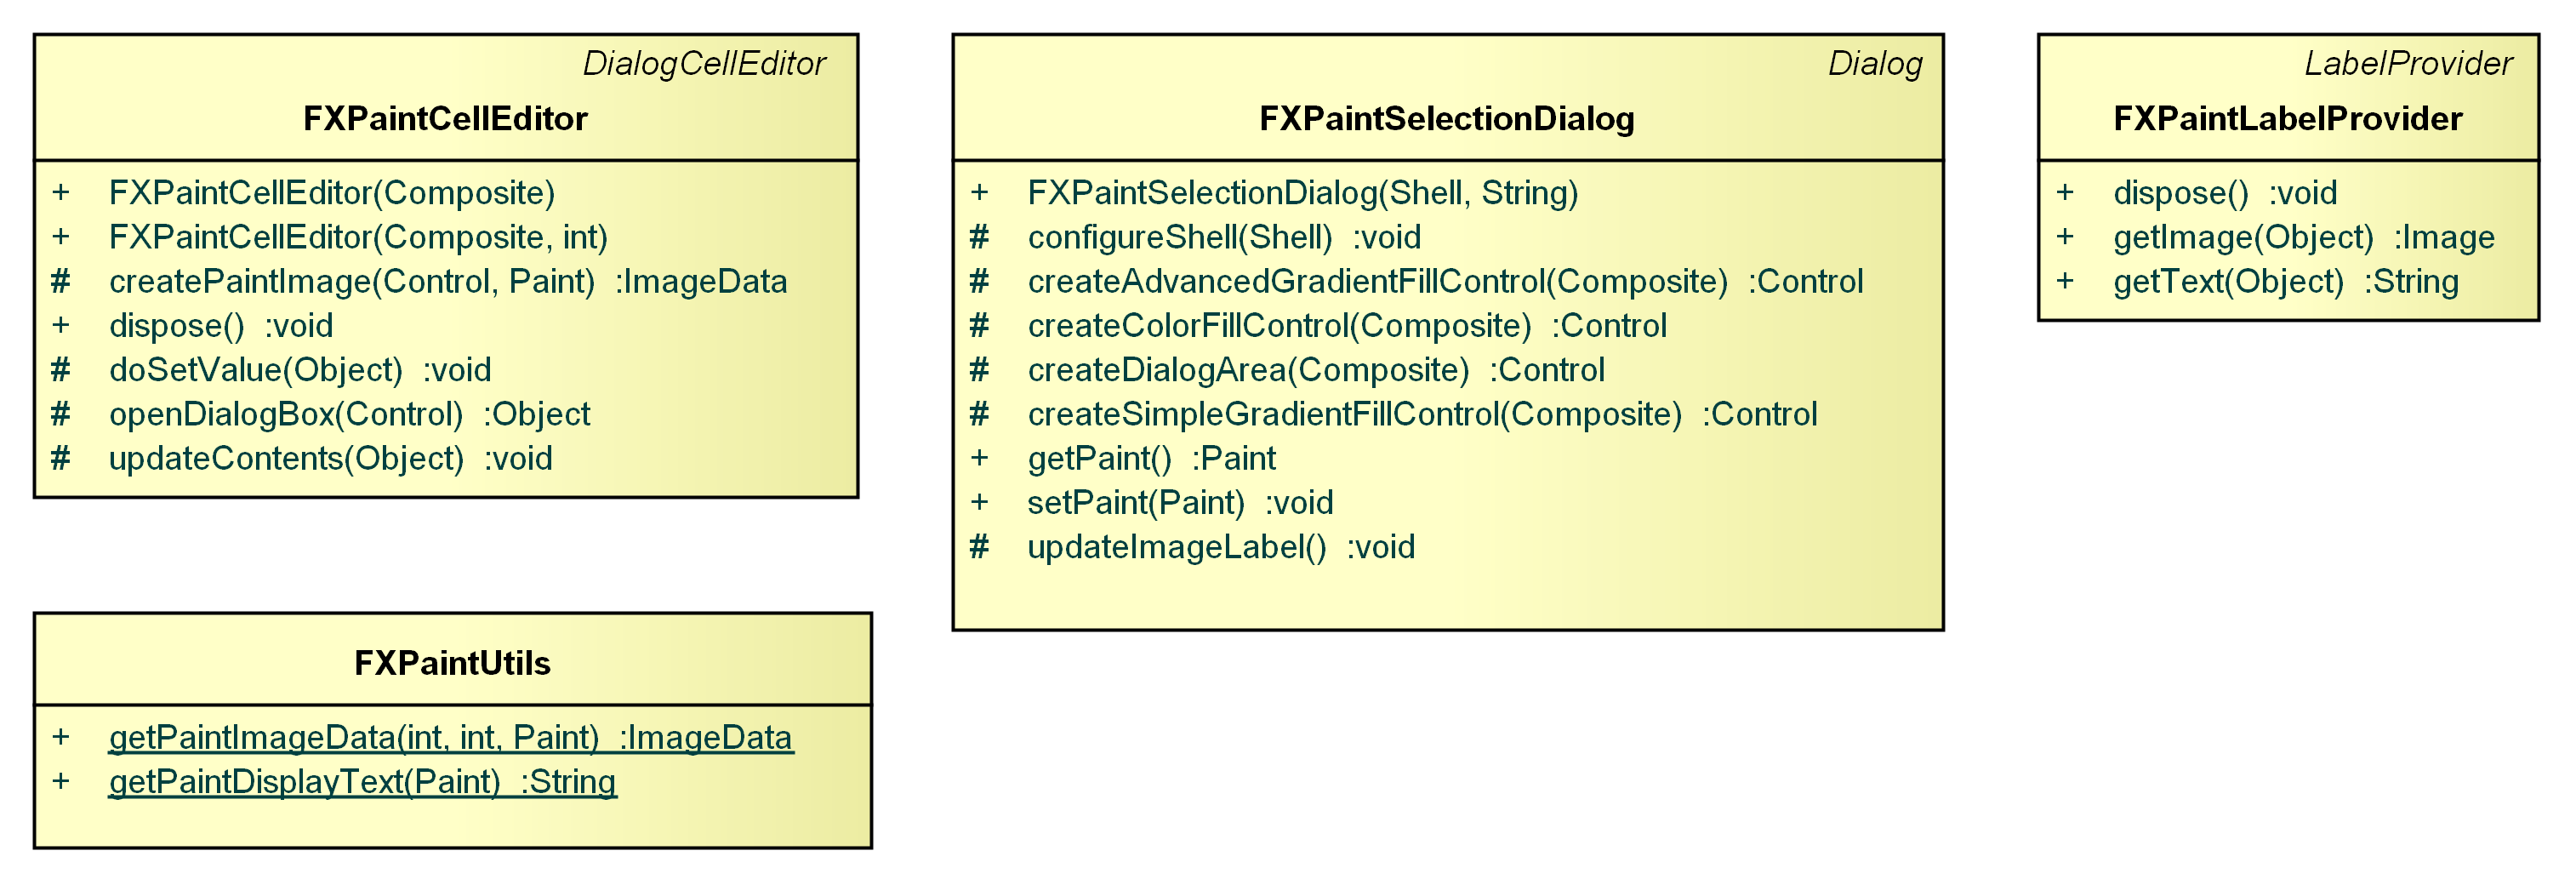 DialogCellEditor
FXPaintCellEditor
+ FXPaintCellEditor(Composite)
+ FXPaintCellEditor(Composite, int)
# createPaintImage(Control, Paint) :ImageData
+ dispose() :void
# doSetValue(Object) :void
# openDialogBox(Control) :Object
# updateContents(Object) :void
Dialog
FXPaintSelectionDialog
+ FXPaintSelectionDialog(Shell, String)
# configureShell(Shell) :void
# createAdvancedGradientFillControl(Composite) :Control
# createColorFillControl(Composite) :Control
# createDialogArea(Composite) :Control
# createSimpleGradientFillControl(Composite) :Control
+ getPaint() :Paint
+ setPaint(Paint) :void
# updateImageLabel() :void
LabelProvider
FXPaintLabelProvider
+ dispose() :void
+ getImage(Object) :Image
+ getText(Object) :String
FXPaintUtils
+ getPaintImageData(int, int, Paint) :ImageData
+ getPaintDisplayText(Paint) :String